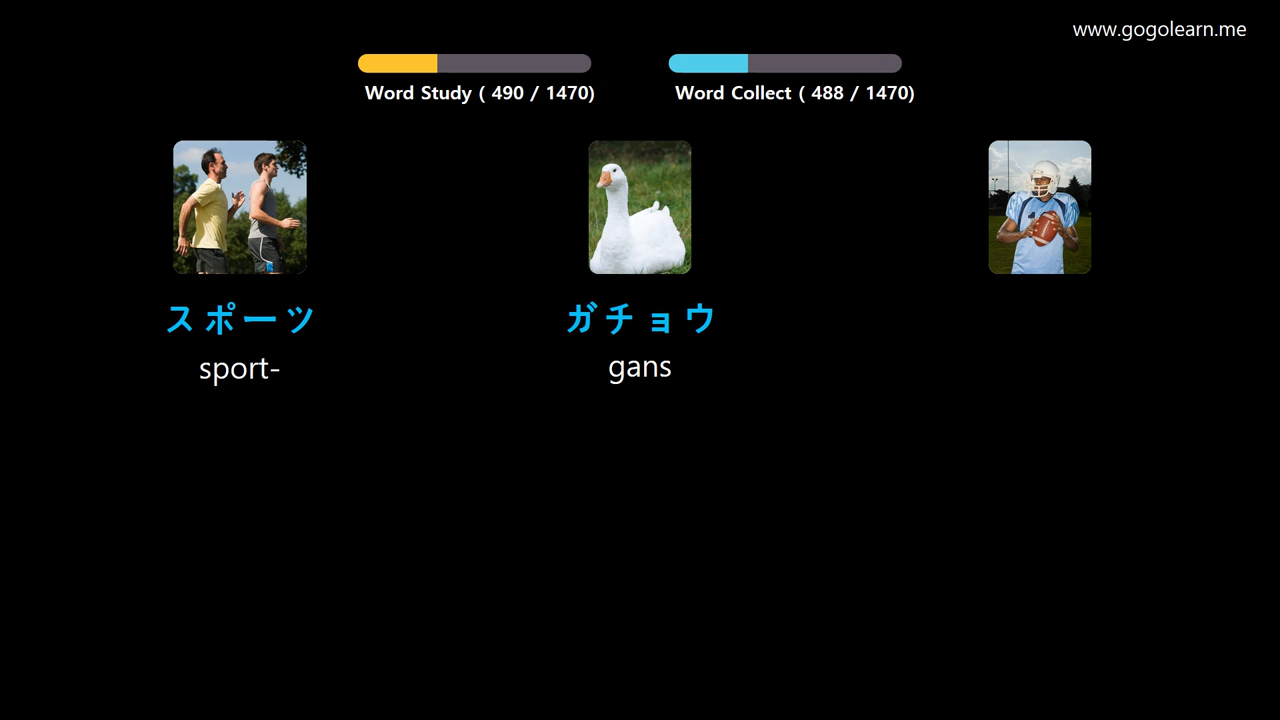 www.gogolearn.me
Word Study ( 490 / 1470)
Word Collect ( 488 / 1470)
スポーツ
ガチョウ
sport-
gans